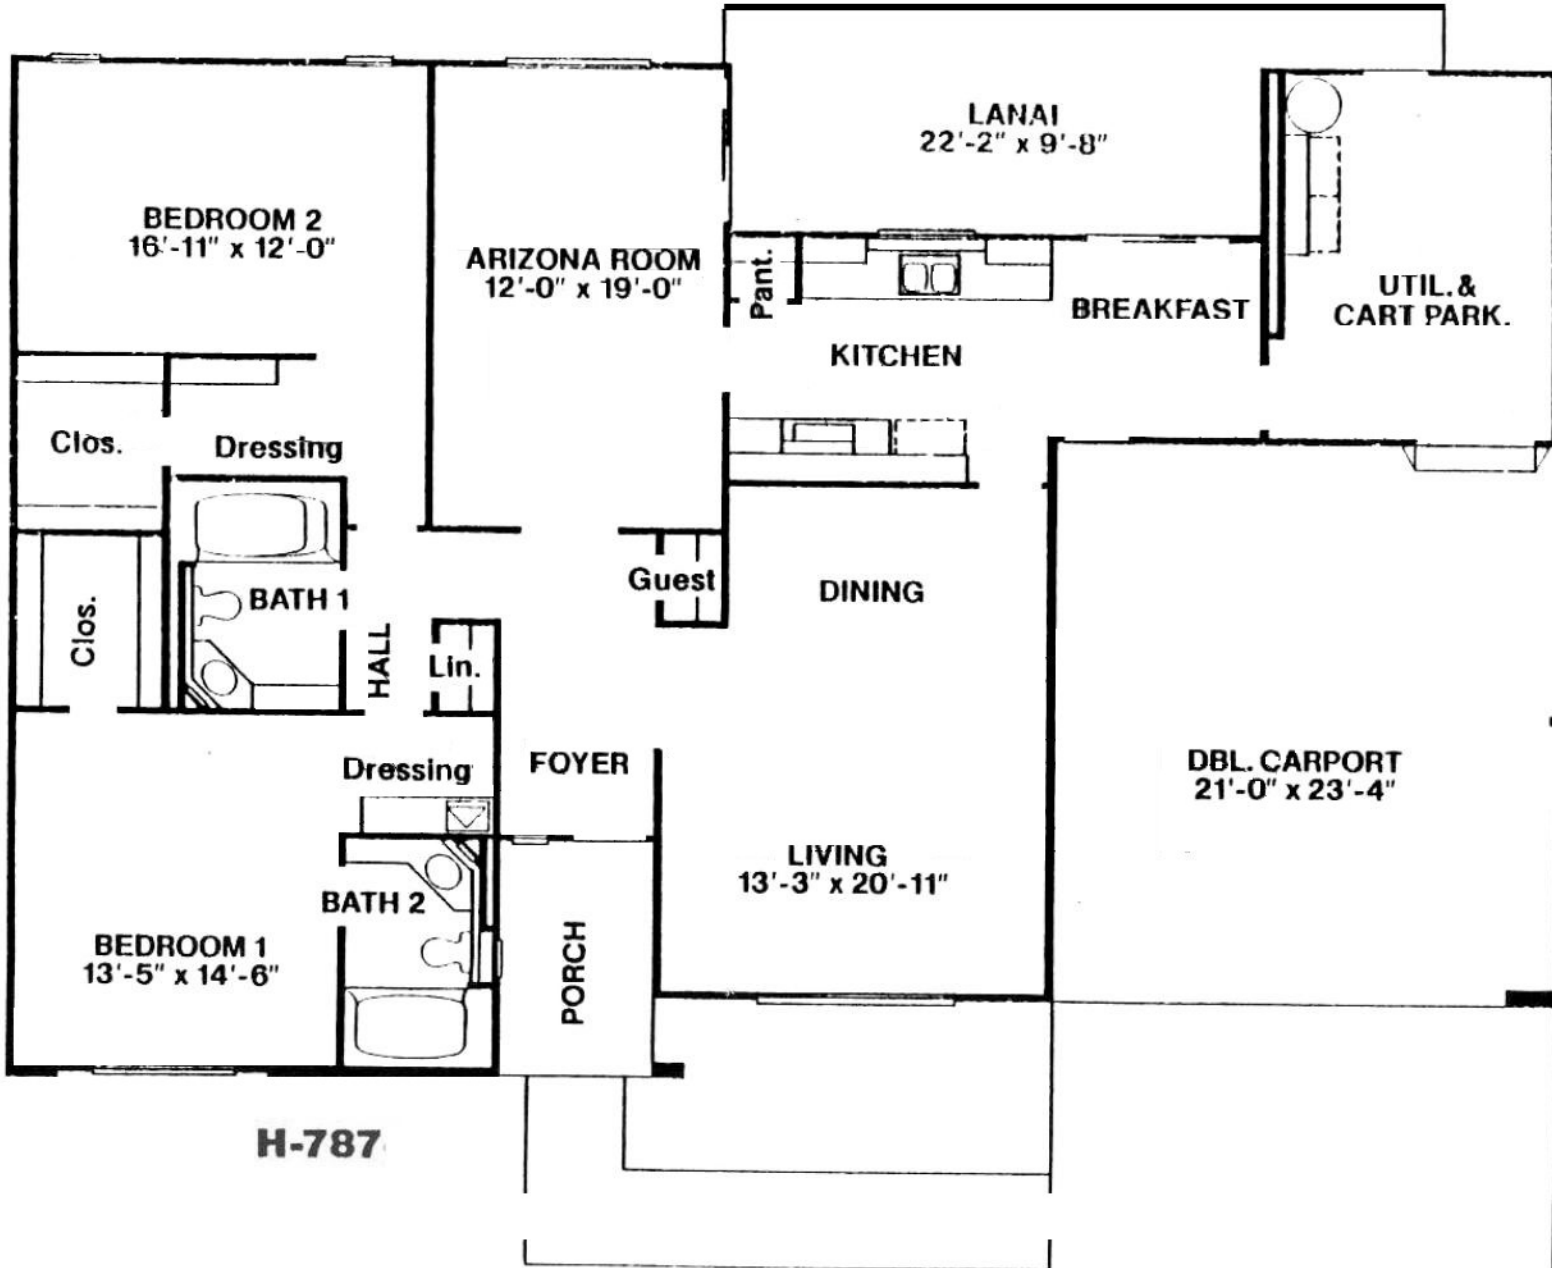 LANAI
22'-2" x 9'-8"
BEDROOM 2
16'-11" x 12'-0"
ARIZONA ROOM
12'-0" x 19'-0"
Pant.
UTIL. &
CART PARK.
BREAKFAST
KITCHEN
Clos.
Dressing
Guest
DINING
BATH 1
Clos.
HALL
Lin.
FOYER
Dressing
DBL. CARPORT
21'-0" x 23'-4"
LIVING
13'-3" x 20'-11"
BATH 2
BEDROOM 1
13'-5" x 14'-6"
PORCH
H-787